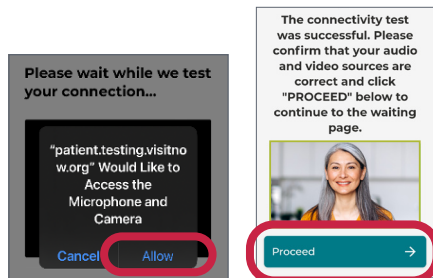 Please wait while we test
your connection...
"patient.testing.visitno
w.org" Would Like to
Access the
Microphone and
Camera
Cancel
Allow
The connectivity test
was successful. Please
confirm that your audio
and video sources are
correct and click
"PROCEED" below to
continue to the waiting
page.
Proceed